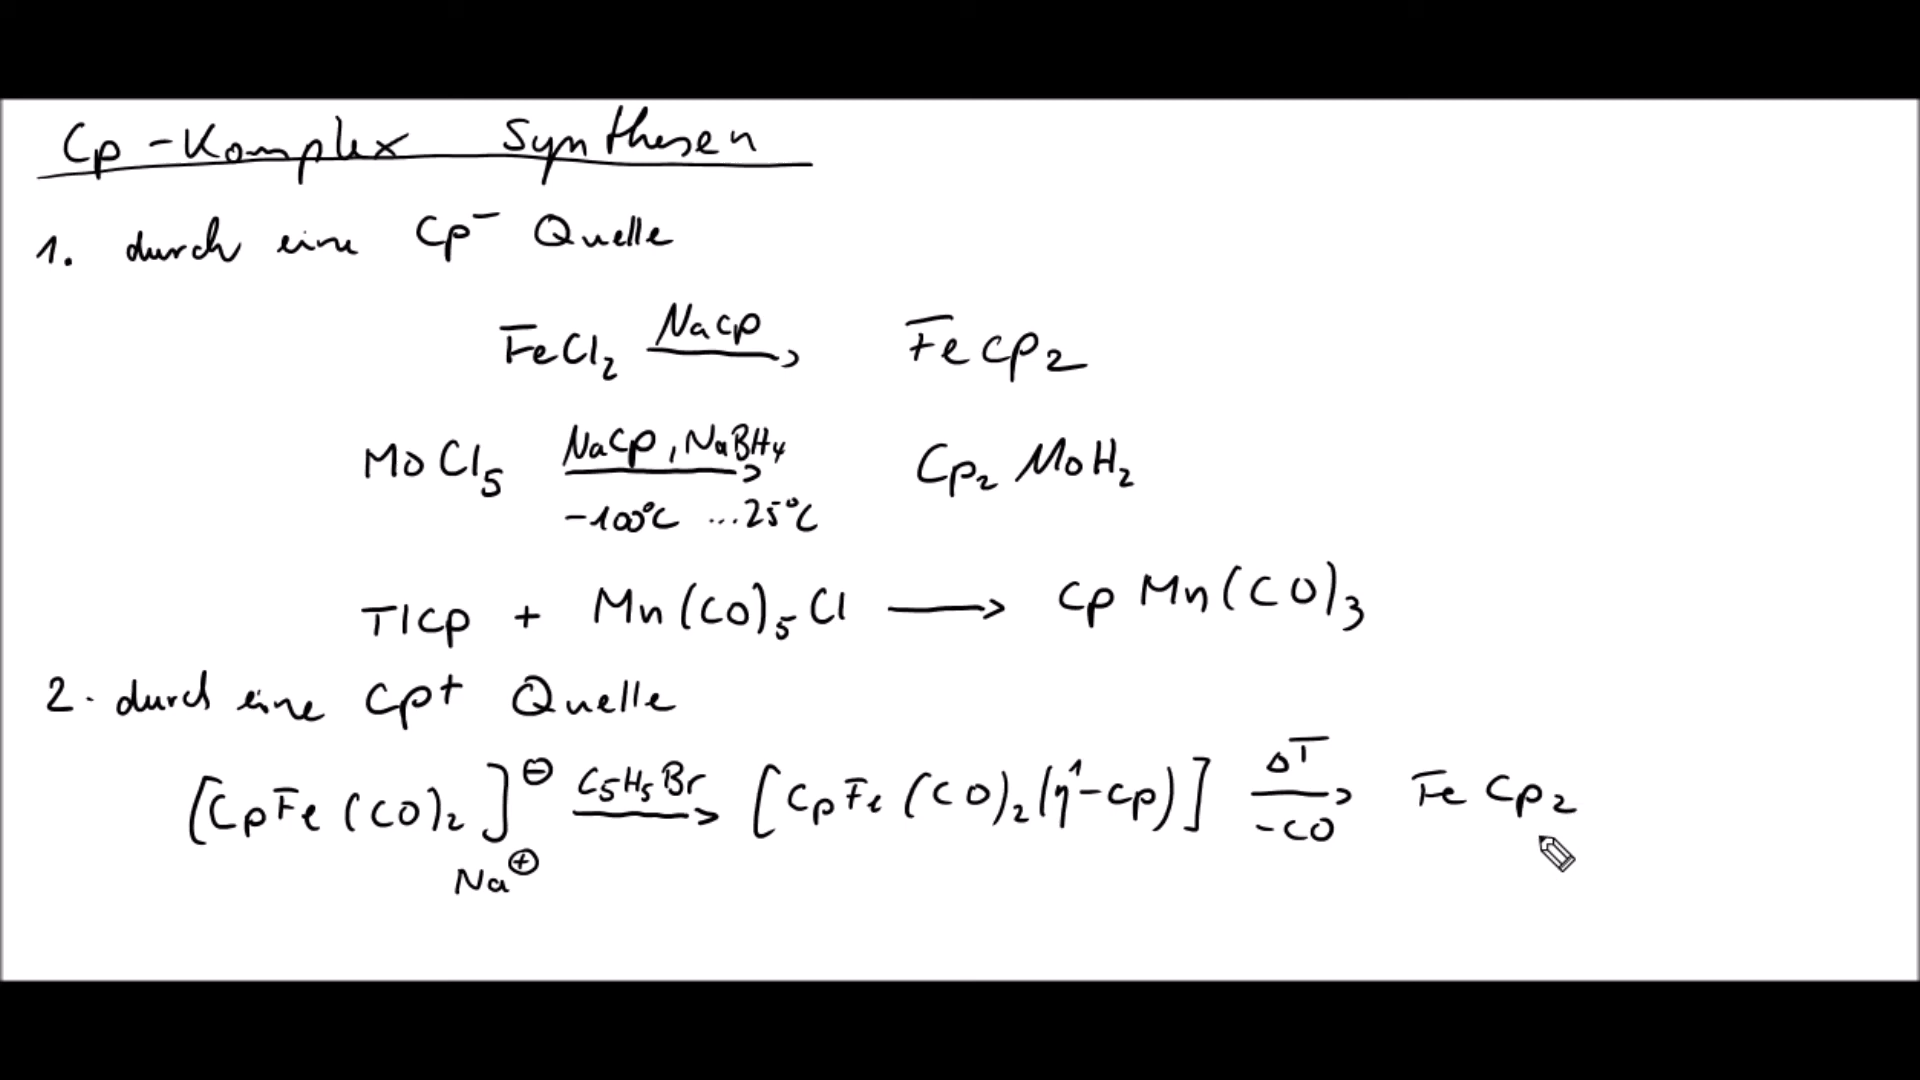 Cp-Komplex Synthesen
1. durch eine Cp⁻ Quelle
FeCl₂ —NaCp→ FeCp₂
MoCl₅ —NaCp, NaBH₄→ Cp₂MoH₂
-100°C ...25°C
TlCp + Mn(CO)₅Cl → CpMn(CO)₃
2. durch eine Cp⁺ Quelle
[CpFe(CO)₂]⊖ —C₅H₅Br→ [CpFe(CO)₂(η¹-Cp)] —ΔT→ FeCp₂
-CO
Na⊕